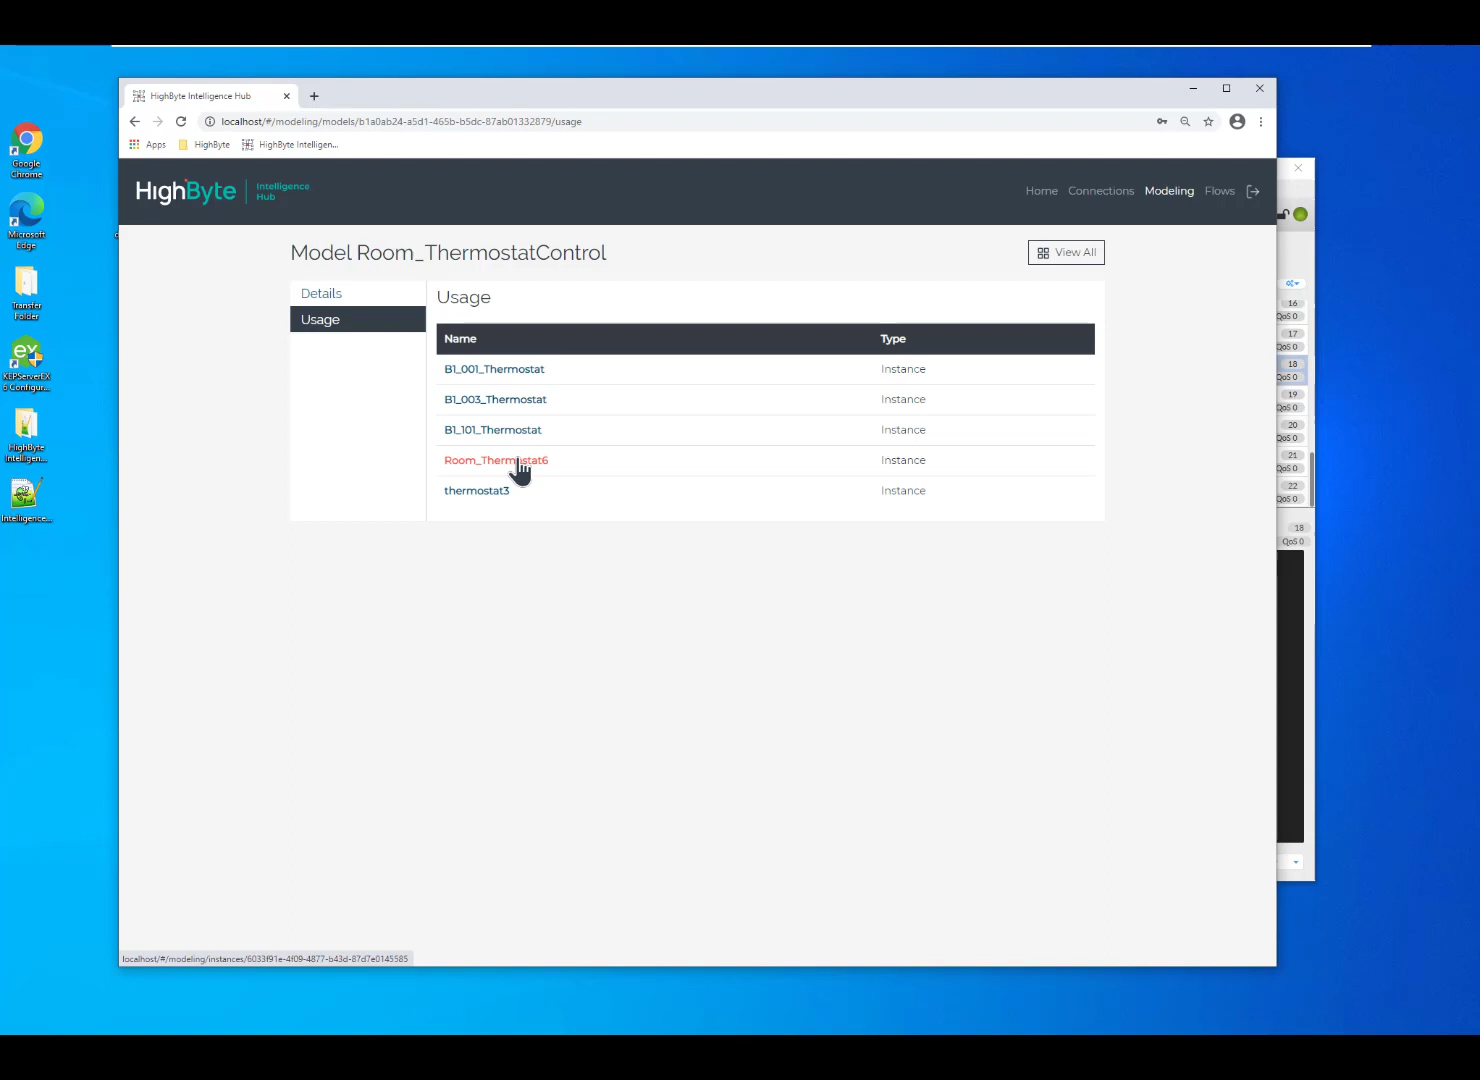 HighByte Intelligence Hub
localhost/#/modeling/models/b1a0ab24-a5d1-465b-b5dc-87ab01332879/usage
Apps
HighByte
HighByte Intelligen...
HighByte
Intelligence
Hub
Home
Connections
Modeling
Flows
Model Room_ThermostatControl
View All
Details
Usage
Usage
Name
Type
B1_001_Thermostat
Instance
B1_003_Thermostat
Instance
B1_101_Thermostat
Instance
Room_Thermostat6
Instance
thermostat3
Instance
localhost/#/modeling/instances/6033f91e-4f09-4877-b43d-87d7e0145585
Google
Chrome
Microsoft
Edge
Transfer
Folder
KEPServerEX
6 Configur...
HighByte
Intelligen...
Intelligence...
16
QoS 0
17
QoS 0
18
QoS 0
19
QoS 0
20
QoS 0
21
QoS 0
22
QoS 0
18
QoS 0